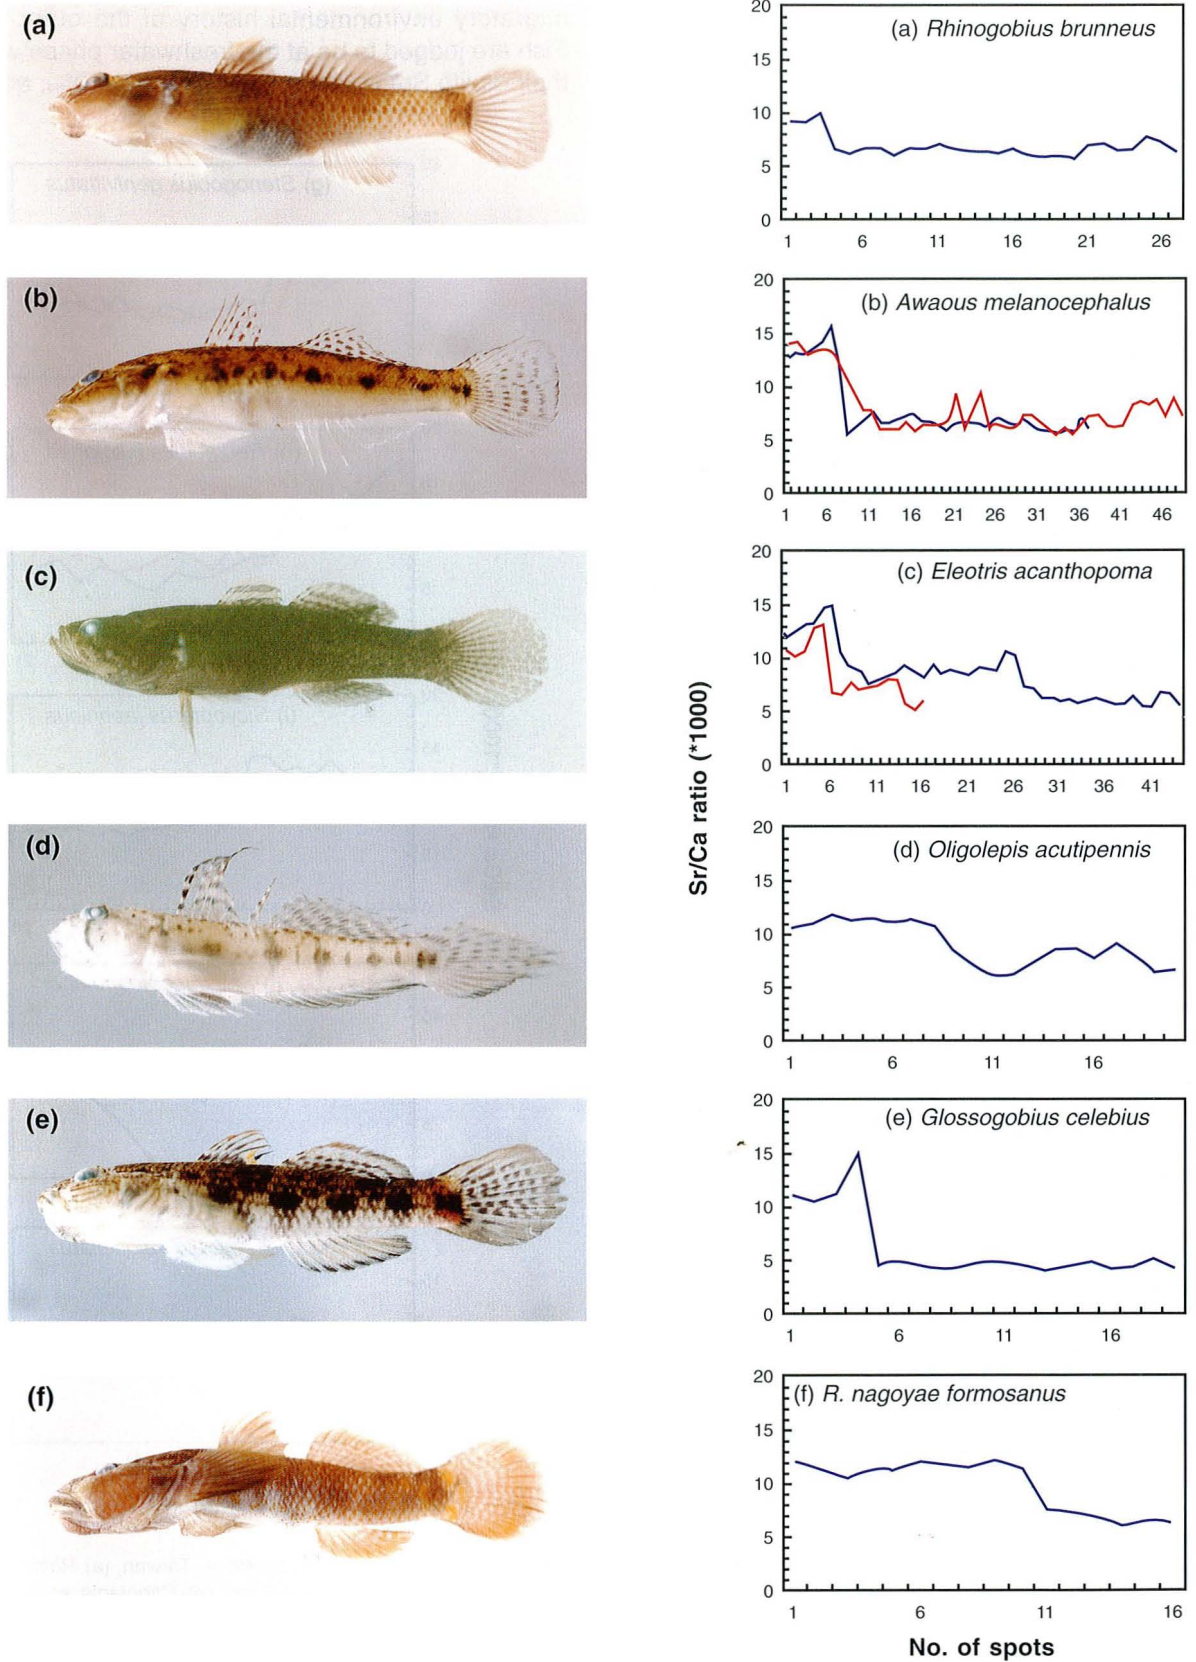 (a)
(b)
(c)
(d)
(e)
(f)
Sr/Ca ratio (*1000)
(a) Rhinogobius brunneus
20
15
10
5
0
1 6 11 16 21 26
(b) Awaous melanocephalus
20
15
10
5
0
1 6 11 16 21 26 31 36 41 46
(c) Eleotris acanthopoma
20
15
10
5
0
1 6 11 16 21 26 31 36 41
(d) Oligolepis acutipennis
20
15
10
5
0
1 6 11 16
(e) Glossogobius celebius
20
15
10
5
0
1 6 11 16
(f) R. nagoyae formosanus
20
15
10
5
0
1 6 11 16
No. of spots